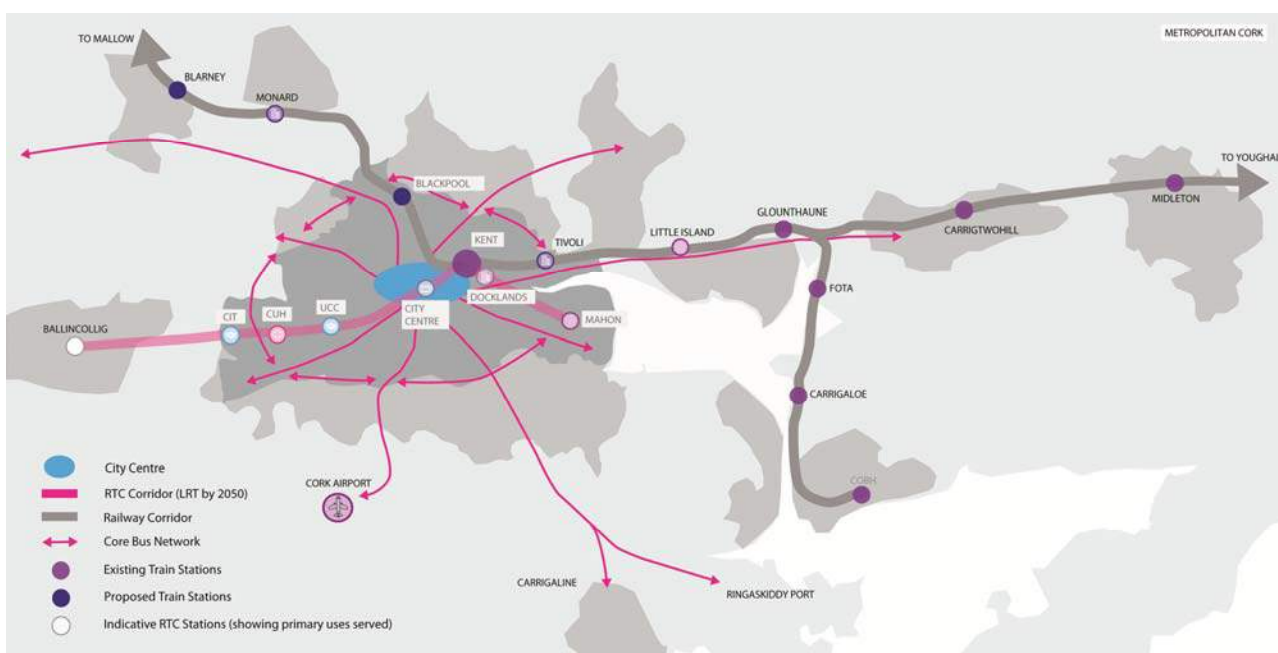 METROPOLITAN CORK
TO MALLOW
BLARNEY
MONARD
BLACKPOOL
TO YOUGHAL
MIDLETON
CARRIGTWOHILL
GLOUNTHAUNE
LITTLE ISLAND
TIVOLI
KENT
DOCKLANDS
CITY
CENTRE
MAHON
UCC
CUH
CIT
BALLINCOLLIG
FOTA
CARRIGALOE
COBH
CORK AIRPORT
CARRIGALINE
RINGASKIDDY PORT
City Centre
RTC Corridor (LRT by 2050)
Railway Corridor
Core Bus Network
Existing Train Stations
Proposed Train Stations
Indicative RTC Stations (showing primary uses served)